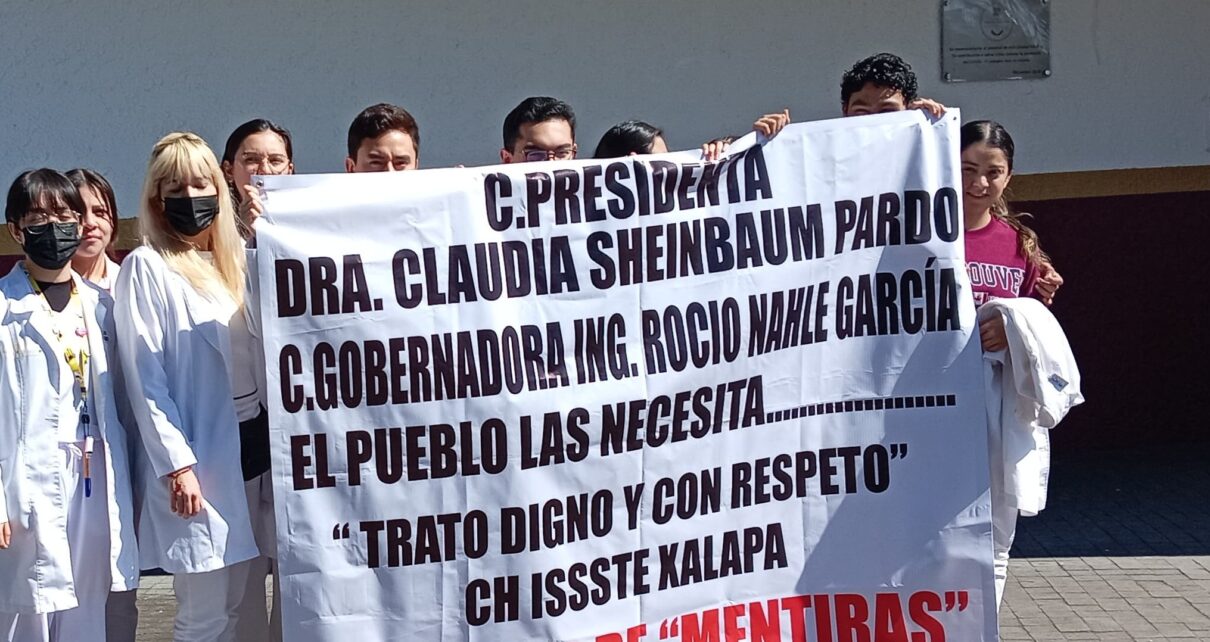 C.PRESIDENTA
DRA. CLAUDIA SHEINBAUM PARDO
C.GOBERNADORA ING. ROCIO NAHLE GARCÍA
EL PUEBLO LAS NECESITA......................
“ TRATO DIGNO Y CON RESPETO”
CH ISSSTE XALAPA
DE “MENTIRAS”